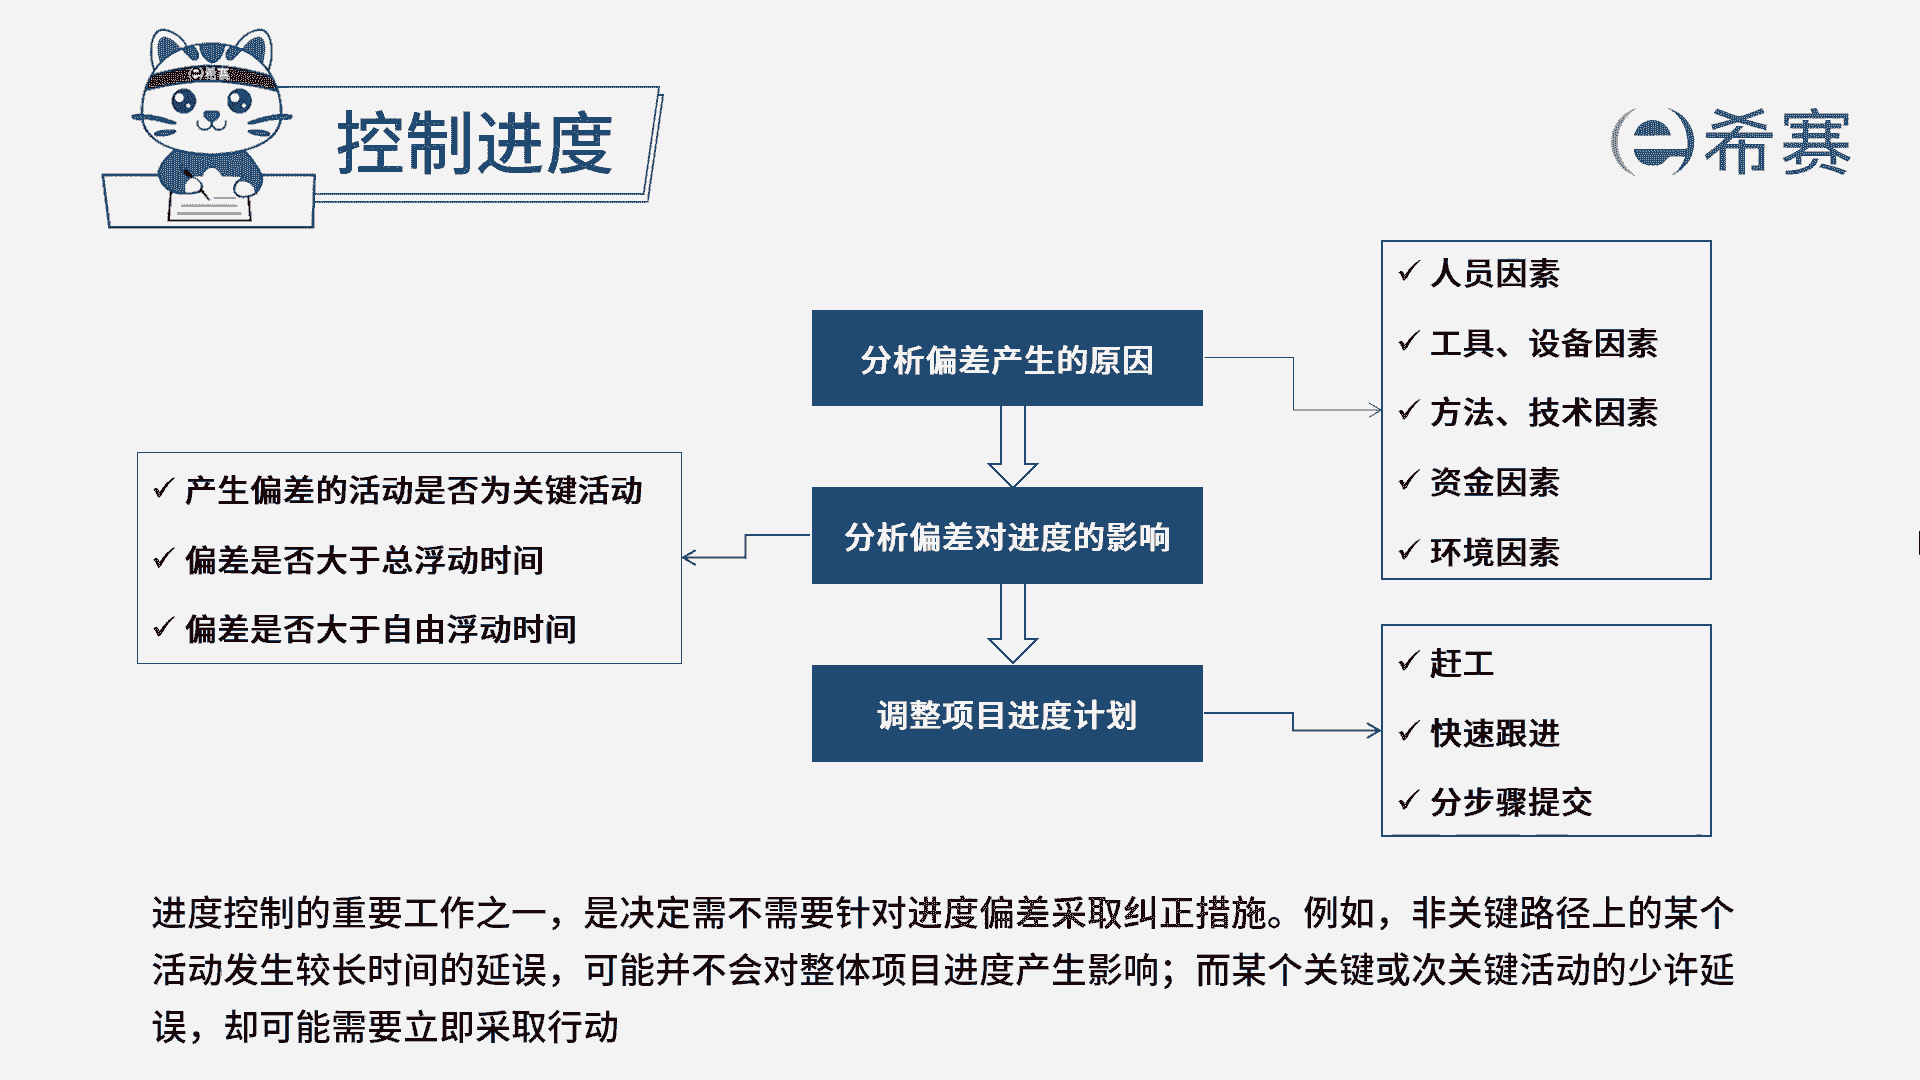 希赛
控制进度
希赛
分析偏差产生的原因
✓ 人员因素
✓ 工具、设备因素
✓ 方法、技术因素
✓ 资金因素
✓ 环境因素
分析偏差对进度的影响
✓ 产生偏差的活动是否为关键活动
✓ 偏差是否大于总浮动时间
✓ 偏差是否大于自由浮动时间
调整项目进度计划
✓ 赶工
✓ 快速跟进
✓ 分步骤提交
进度控制的重要工作之一，是决定需不需要针对进度偏差采取纠正措施。例如，非关键路径上的某个
活动发生较长时间的延误，可能并不会对整体项目进度产生影响；而某个关键或次关键活动的少许延
误，却可能需要立即采取行动